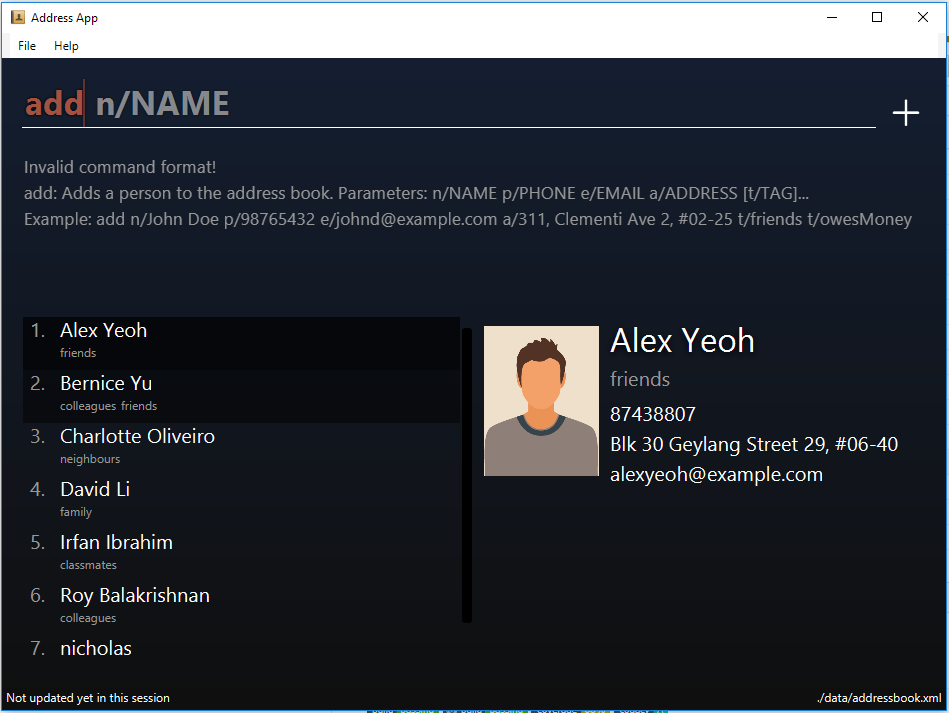 Address App
File Help
add n/NAME
Invalid command format!
add: Adds a person to the address book. Parameters: n/NAME p/PHONE e/EMAIL a/ADDRESS [t/TAG]...
Example: add n/John Doe p/98765432 e/johnd@example.com a/311, Clementi Ave 2, #02-25 t/friends t/owesMoney
1. Alex Yeoh
friends
2. Bernice Yu
colleagues friends
3. Charlotte Oliveiro
neighbours
4. David Li
family
5. Irfan Ibrahim
classmates
6. Roy Balakrishnan
colleagues
7. nicholas
Alex Yeoh
friends
87438807
Blk 30 Geylang Street 29, #06-40
alexyeoh@example.com
Not updated yet in this session
./data/addressbook.xml